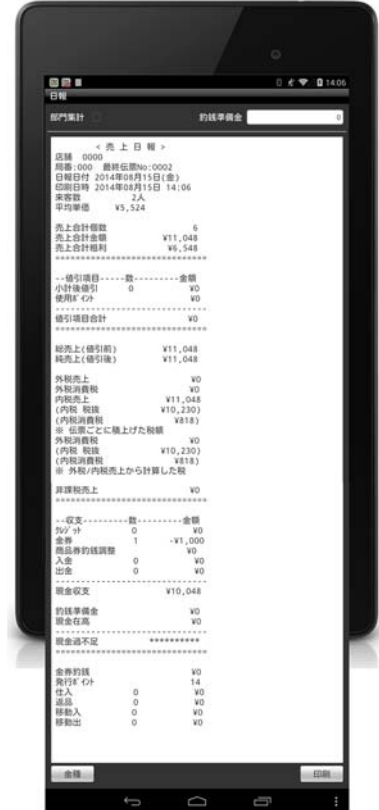 14:06
日報
部門集計 釣銭準備金 0
< 売 上 日 報 >
店舗 0000
局番:000 最終伝票No:0002
日報日付 2014年08月15日(金)
印刷日時 2014年08月15日 14:06
来客数 2人
平均単価 ¥5,524
売上合計個数 6
売上合計金額 ¥11,048
売上合計粗利 ¥6,548
================================
--値引項目-----数---------金額
小計後値引 0 ¥0
使用ポイント ¥0
--------------------------------
値引項目合計 ¥0
================================
総売上(値引前) ¥11,048
純売上(値引後) ¥11,048
外税売上 ¥0
外税消費税 ¥0
内税売上 ¥11,048
(内税 税抜 ¥10,230)
(内税消費税 ¥818)
※ 伝票ごとに積上げた税額
外税消費税 ¥0
(内税 税抜 ¥10,230)
(内税消費税 ¥818)
※ 外税/内税売上から計算した税
非課税売上 ¥0
================================
--収支---------数---------金額
クレジット 0 ¥0
金券 1 -¥1,000
商品券釣銭調整 ¥0
入金 0 ¥0
出金 0 ¥0
--------------------------------
現金収支 ¥10,048
釣銭準備金 ¥0
現金在高 ¥0
--------------------------------
現金過不足 **********
================================
金券釣銭 ¥0
発行ポイント 14
仕入 0 ¥0
返品 0 ¥0
移動入 0 ¥0
移動出 0 ¥0
金種 印刷